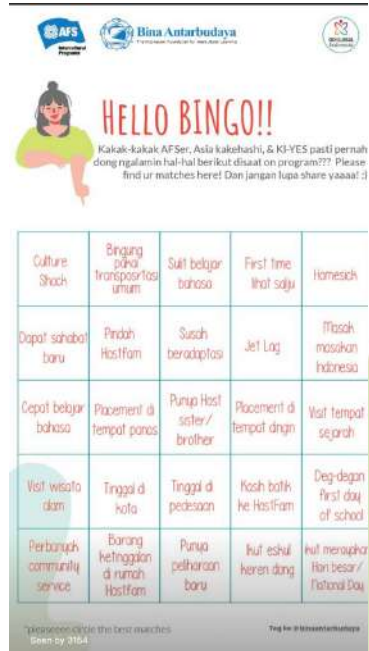 AFS
International
Programs
Bina Antarbudaya
HELLO BINGO!!
Kakak-kakak AFSer, Asia kakehashi, & KI-YES pasti pernah
dong ngalamin hal-hal berikut disaat on program??? Please
find ur matches here! Dan jangan lupa share yaaaa! :)
Culture
Shock
Bingung
pakai
transportasi
umum
Sulit belajar
bahasa
First time
lihat salju
Homesick
Dapat sahabat
baru
Pindah
HostFam
Susah
beradaptasi
Jet Lag
Masak
masakan
Indonesia
Cepat belajar
bahasa
Placement di
tempat panas
Punya Host
sister/
brother
Placement di
tempat dingin
Visit tempat
sejarah
Visit wisata
alam
Tinggal di
kota
Tinggal di
pedesaan
Kasih batik
ke HostFam
Deg-degan
first day
of school
Perbanyak
community
service
Barang
ketinggalan
di rumah
Hostfam
Punya
peliharaan
baru
Ikut eskul
keren dong
Ikut merayakan
Hari besar/
National Day
*pleaseeee circle the best matches
Tag to: @binaantarbudaya
Seen by 3154